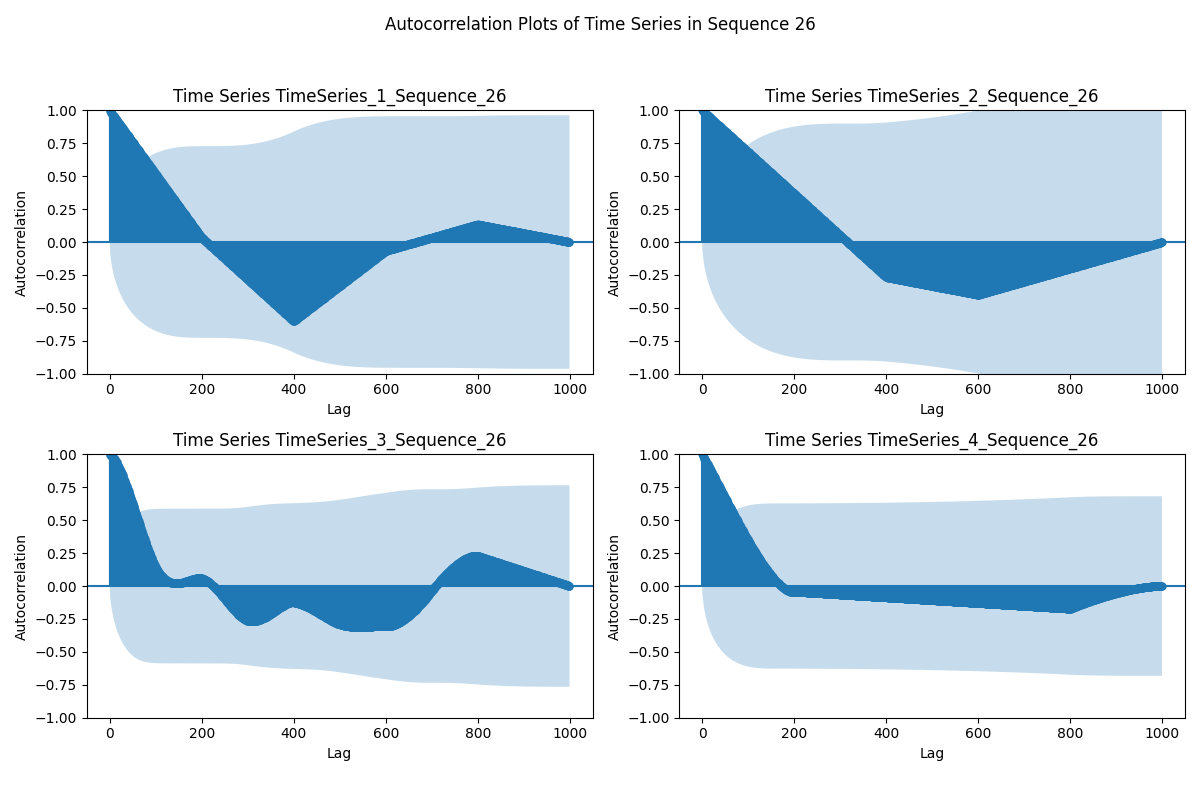 Autocorrelation Plots of Time Series in Sequence 26
Time Series TimeSeries_1_Sequence_26
1.00
0.75
0.50
0.25
0.00
−0.25
−0.50
−0.75
−1.00
Autocorrelation
0 200 400 600 800 1000
Lag
Time Series TimeSeries_2_Sequence_26
1.00
0.75
0.50
0.25
0.00
−0.25
−0.50
−0.75
−1.00
Autocorrelation
0 200 400 600 800 1000
Lag
Time Series TimeSeries_3_Sequence_26
1.00
0.75
0.50
0.25
0.00
−0.25
−0.50
−0.75
−1.00
Autocorrelation
0 200 400 600 800 1000
Lag
Time Series TimeSeries_4_Sequence_26
1.00
0.75
0.50
0.25
0.00
−0.25
−0.50
−0.75
−1.00
Autocorrelation
0 200 400 600 800 1000
Lag